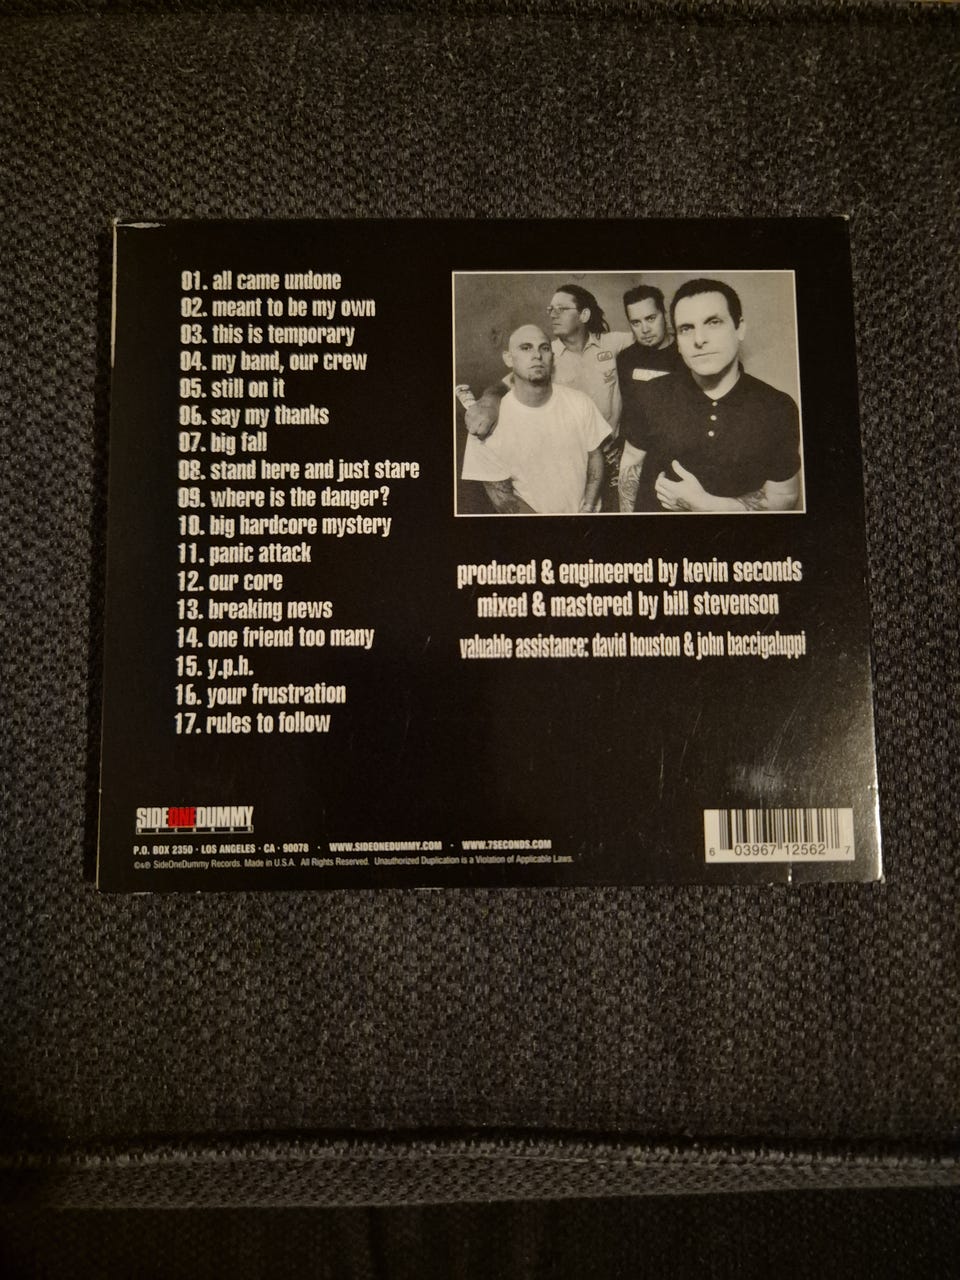 01. all came undone
02. meant to be my own
03. this is temporary
04. my band, our crew
05. still on it
06. say my thanks
07. big fall
08. stand here and just stare
09. where is the danger?
10. big hardcore mystery
11. panic attack
12. our core
13. breaking news
14. one friend too many
15. y.p.h.
16. your frustration
17. rules to follow
produced & engineered by kevin seconds
mixed & mastered by bill stevenson
valuable assistance: david houston & john baccigaluppi
SIDEONEDUMMY
RECORDS
P.O. BOX 2350 · LOS ANGELES · CA · 90078 · WWW.SIDEONEDUMMY.COM · WWW.7SECONDS.COM
©℗ SideOneDummy Records. Made in U.S.A. All Rights Reserved. Unauthorized Duplication is a Violation of Applicable Laws.
6 03967 12562 7